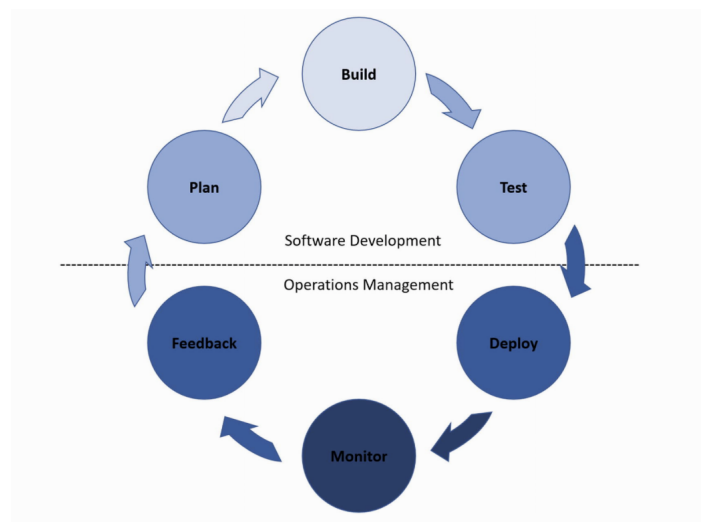 Build
Plan
Test
Software Development
Operations Management
Feedback
Deploy
Monitor